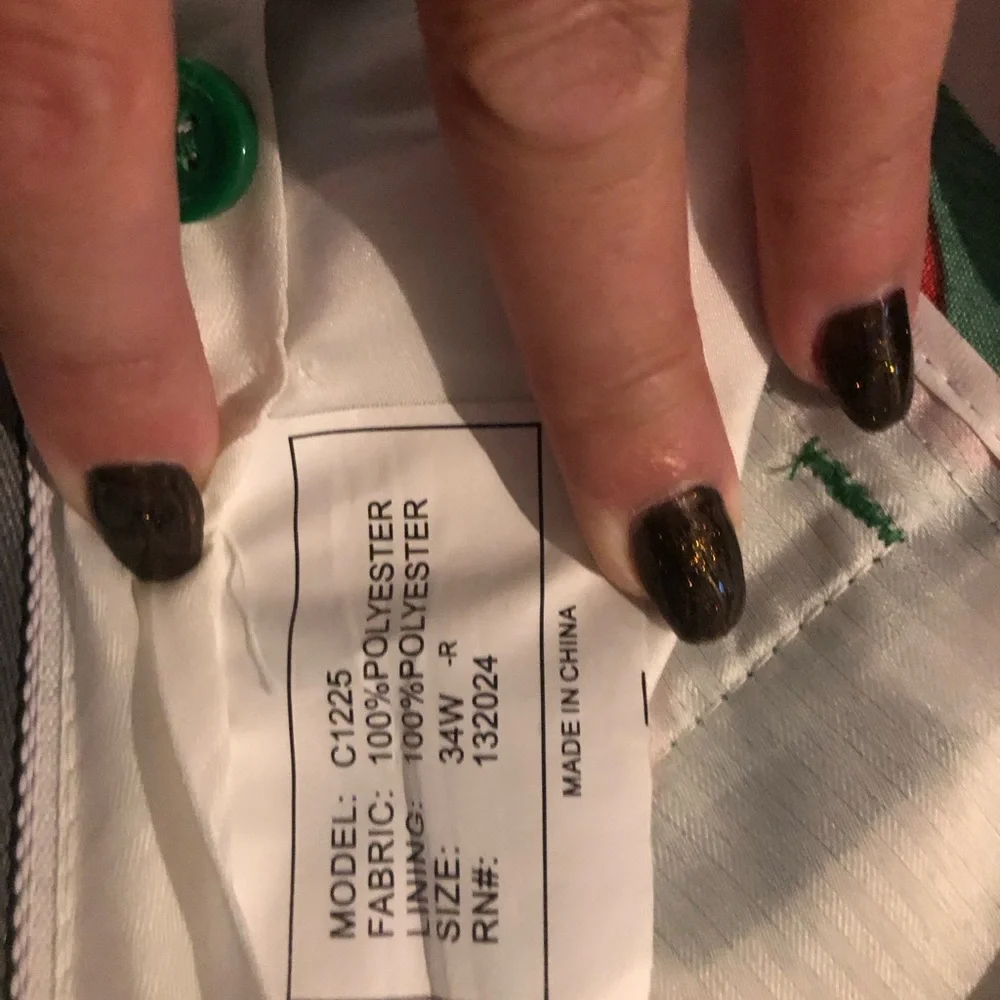 MODEL: C1225
FABRIC: 100%POLYESTER
LINING: 100%POLYESTER
SIZE: 34W -R
RN#: 132024
MADE IN CHINA